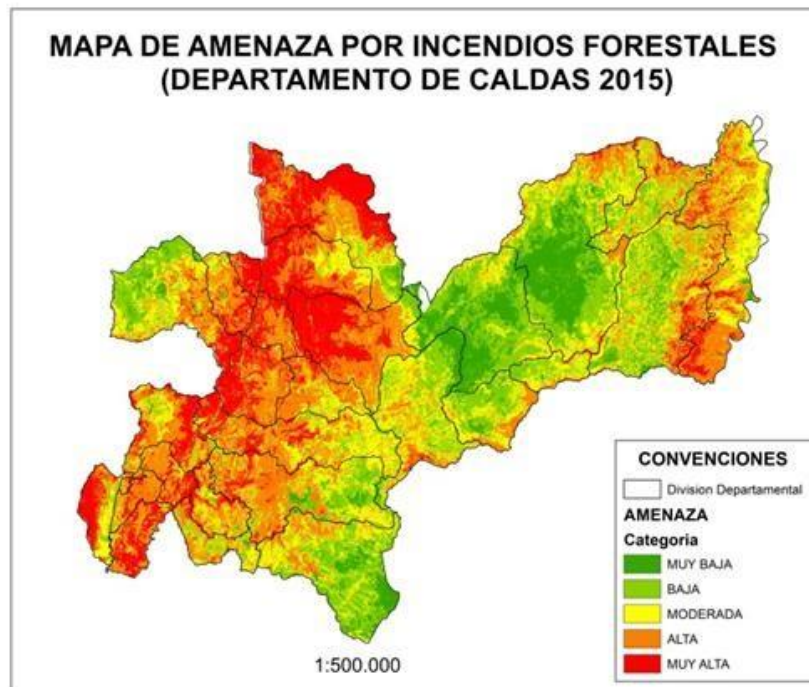 MAPA DE AMENAZA POR INCENDIOS FORESTALES
(DEPARTAMENTO DE CALDAS 2015)
CONVENCIONES
Division Departamental
AMENAZA
Categoria
MUY BAJA
BAJA
MODERADA
ALTA
MUY ALTA
1:500.000